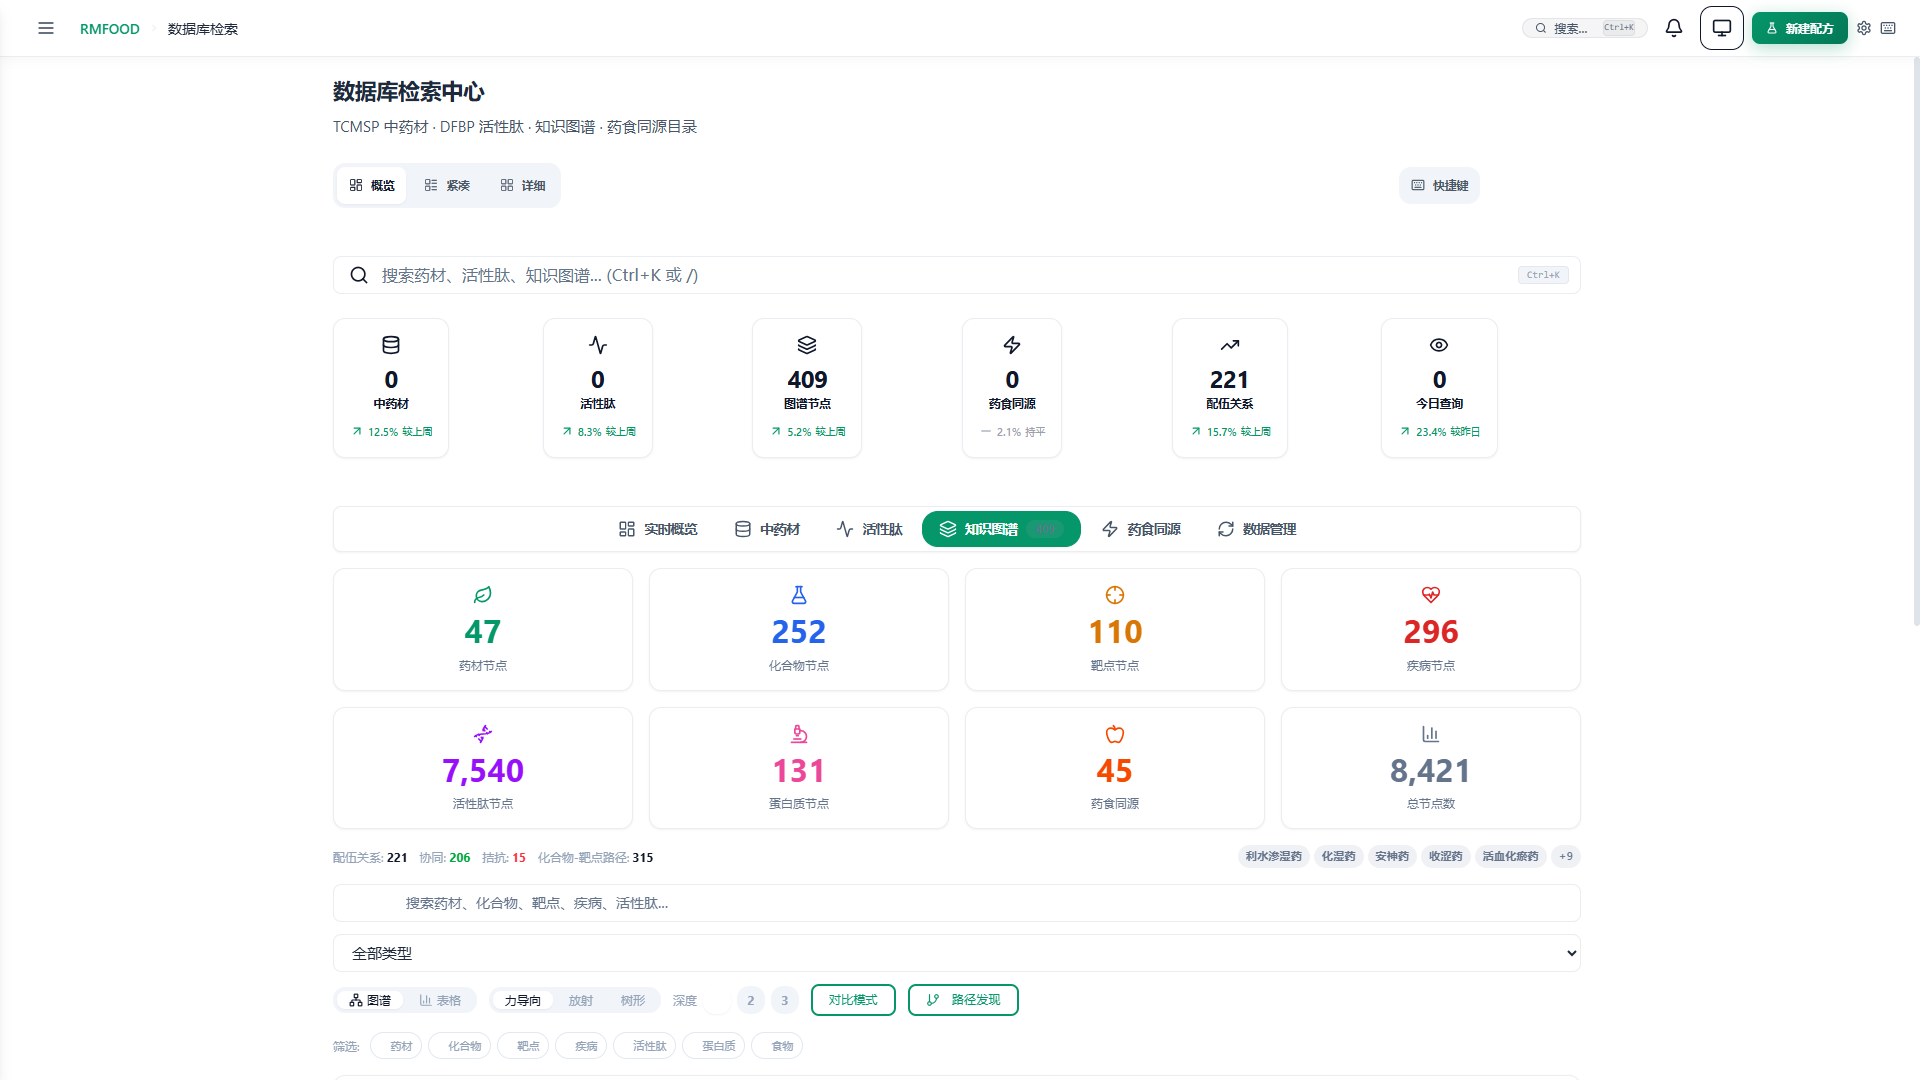 RMFOOD 数据库检索 搜索... Ctrl+K 新建配方
数据库检索中心
TCMSP 中药材 · DFBP 活性肽 · 知识图谱 · 药食同源目录
概览 紧凑 详细 快捷键
搜索药材、活性肽、知识图谱... (Ctrl+K 或 /) Ctrl+K
0 0 409 0 221 0
中药材 活性肽 图谱节点 药食同源 配伍关系 今日查询
12.5% 较上周 8.3% 较上周 5.2% 较上周 2.1% 持平 15.7% 较上周 23.4% 较昨日
实时概览 中药材 活性肽 知识图谱 药食同源 数据管理
47 252 110 296
药材节点 化合物节点 靶点节点 疾病节点
7,540 131 45 8,421
活性肽节点 蛋白质节点 药食同源 总节点数
配伍关系: 221 协同: 206 拮抗: 15 化合物-靶点路径: 315 利水渗湿药 化湿药 安神药 收涩药 活血化瘀药 +9
搜索药材、化合物、靶点、疾病、活性肽...
全部类型
图谱 表格 力导向 放射 树形 深度 2 3 对比模式 路径发现
筛选: 药材 化合物 靶点 疾病 活性肽 蛋白质 食物